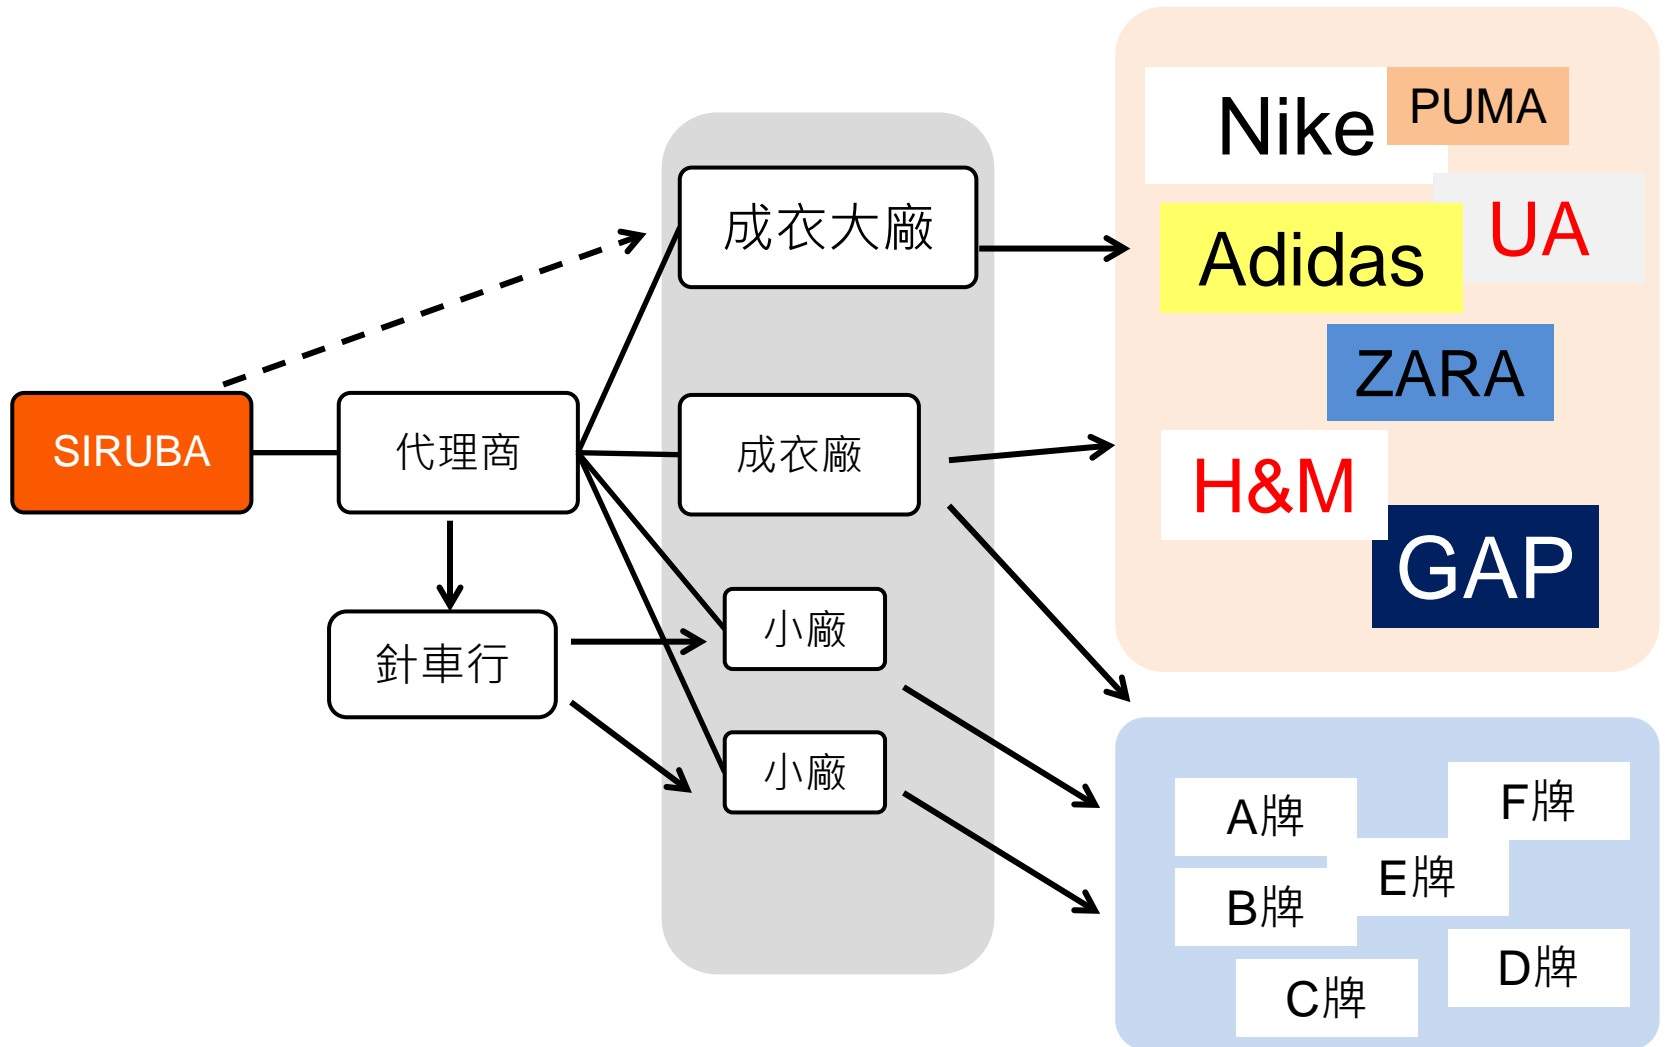 SIRUBA
代理商
針車行
成衣大廠
成衣廠
小廠
小廠
Nike
PUMA
UA
Adidas
ZARA
H&M
GAP
A牌
F牌
E牌
B牌
D牌
C牌